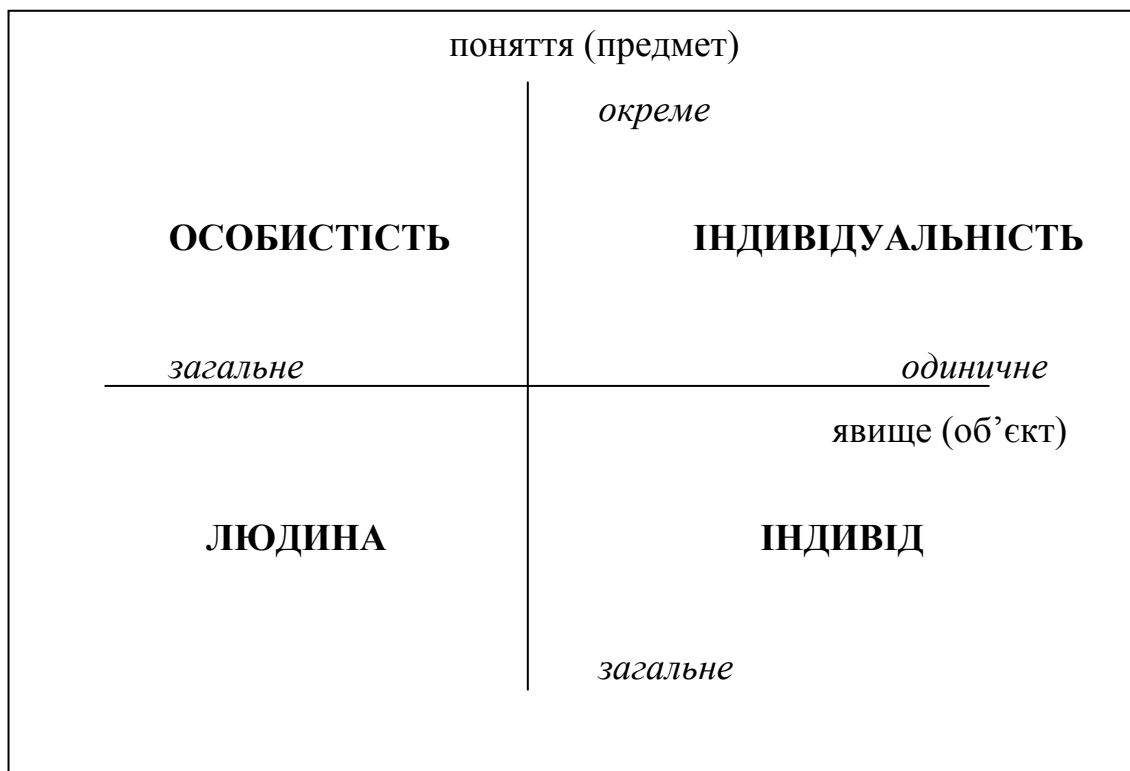 поняття (предмет)
окреме
ОСОБИСТІСТЬ ІНДИВІДУАЛЬНІСТЬ
загальне одиничне
явище (об’єкт)
ЛЮДИНА ІНДИВІД
загальне